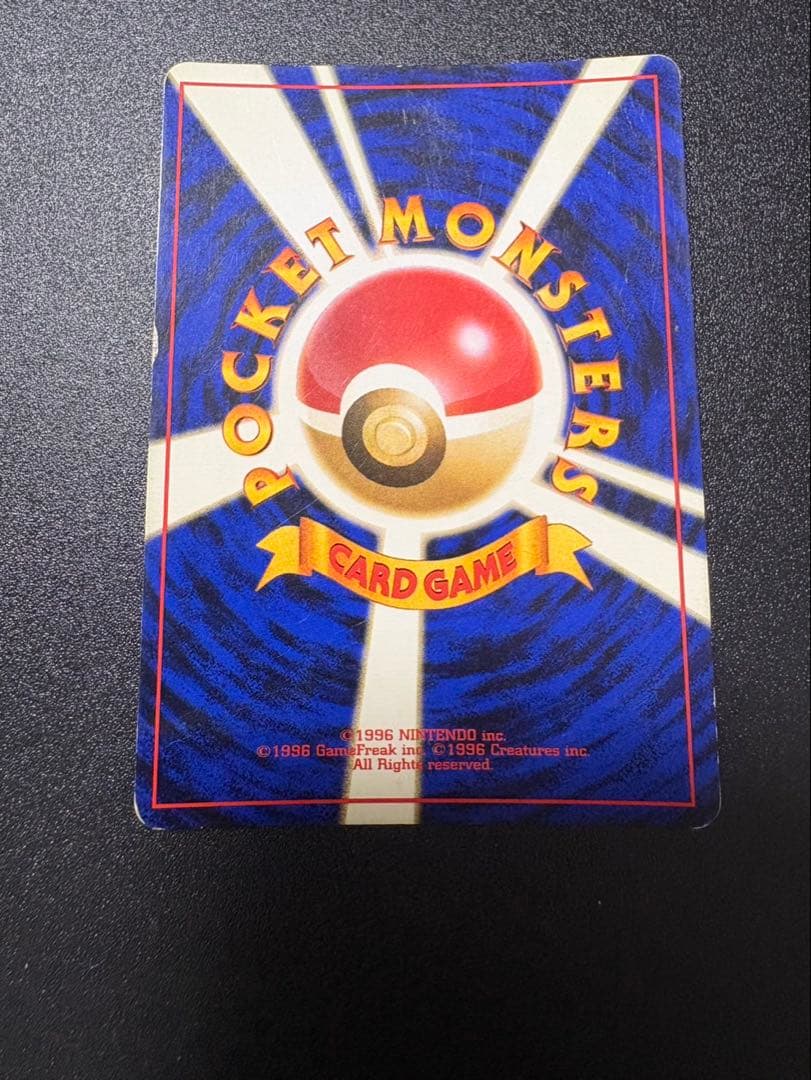 POCKET MONSTERS
CARD GAME
©1996 NINTENDO inc.
©1996 GameFreak inc. ©1996 Creatures inc.
All Rights reserved.